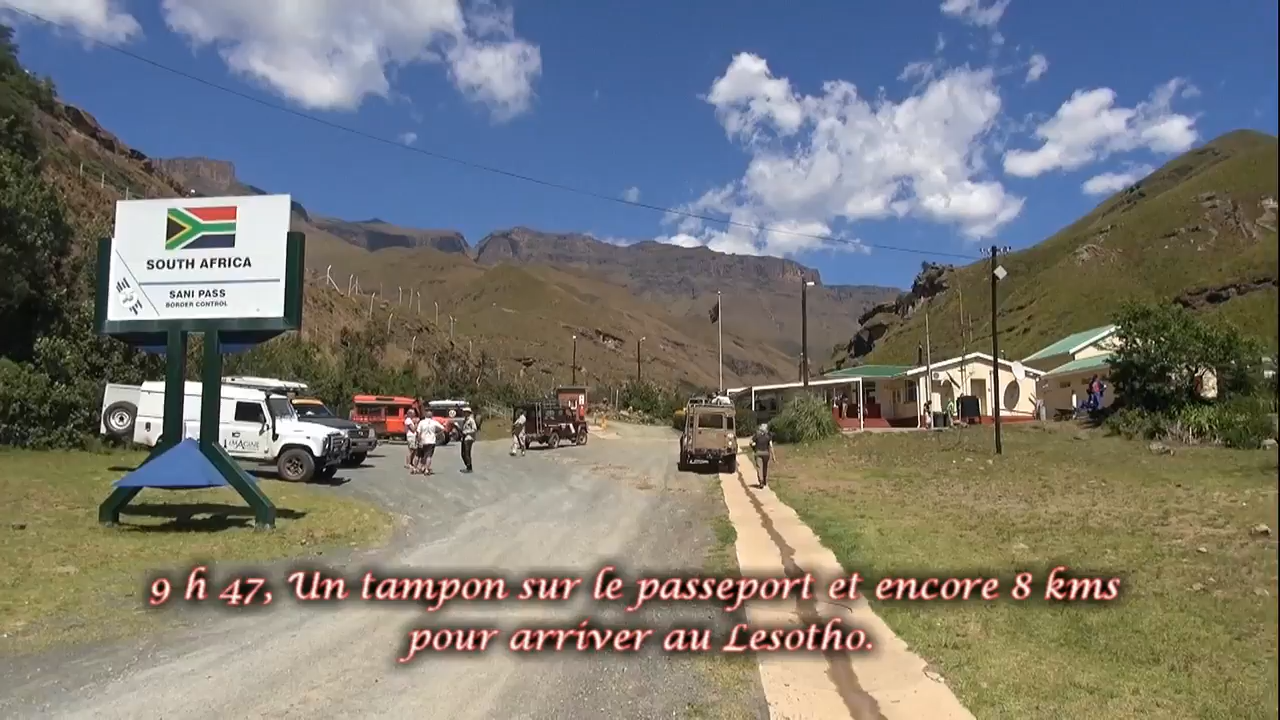 SOUTH AFRICA
SANI PASS
BORDER CONTROL
IMAGINE
9 h 47, Un tampon sur le passeport et encore 8 kms
pour arriver au Lesotho.